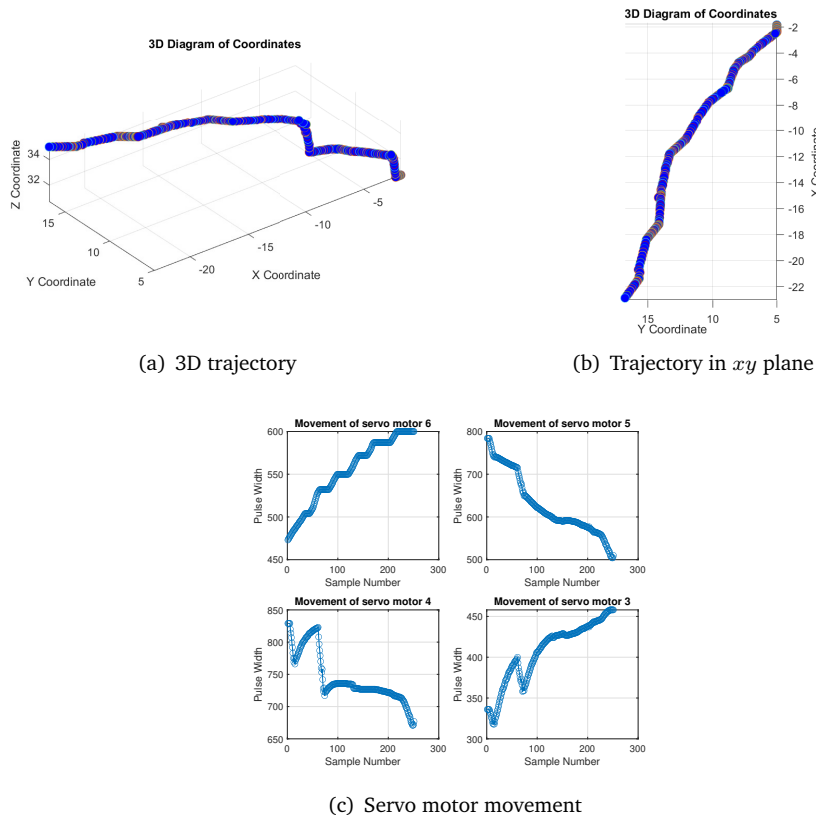 3D Diagram of Coordinates
34
32
Z Coordinate
15
10
5
Y Coordinate
-20
-15
-10
-5
X Coordinate
(a) 3D trajectory
3D Diagram of Coordinates
-2
-4
-6
-8
-10
-12
-14
-16
-18
-20
-22
X Coordinate
15
10
5
Y Coordinate
(b) Trajectory in xy plane
Movement of servo motor 6
600
550
500
450
Pulse Width
0
100
200
300
Sample Number
Movement of servo motor 5
800
700
600
500
Pulse Width
0
100
200
300
Sample Number
Movement of servo motor 4
850
800
750
700
650
Pulse Width
0
100
200
300
Sample Number
Movement of servo motor 3
400
350
300
Pulse Width
0
100
200
300
Sample Number
(c) Servo motor movement